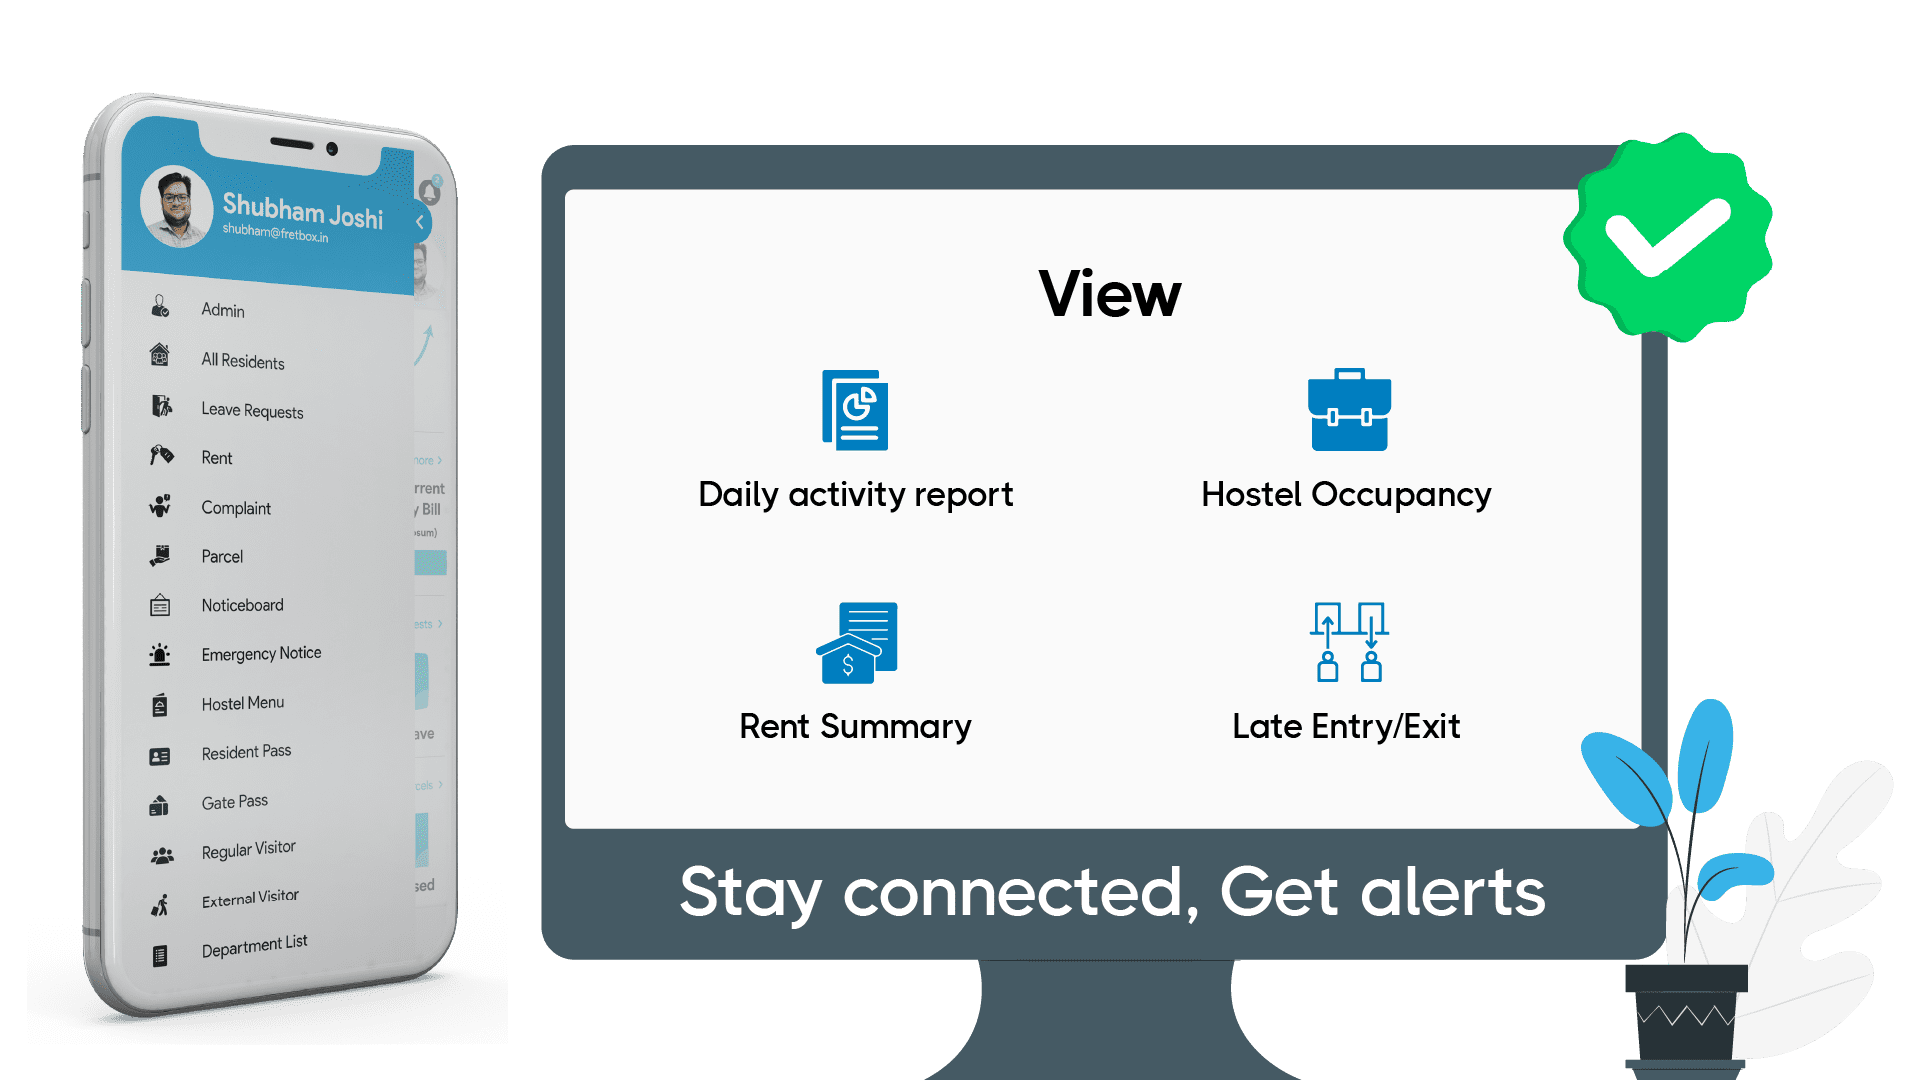 Shubham Joshi
shubham@fretbox.in
2
Admin
All Residents
Leave Requests
Rent
Complaint
Parcel
Noticeboard
Emergency Notice
Hostel Menu
Resident Pass
Gate Pass
Regular Visitor
External Visitor
Department List
Bill
View
Daily activity report
Hostel Occupancy
$
Rent Summary
Late Entry/Exit
Stay connected, Get alerts